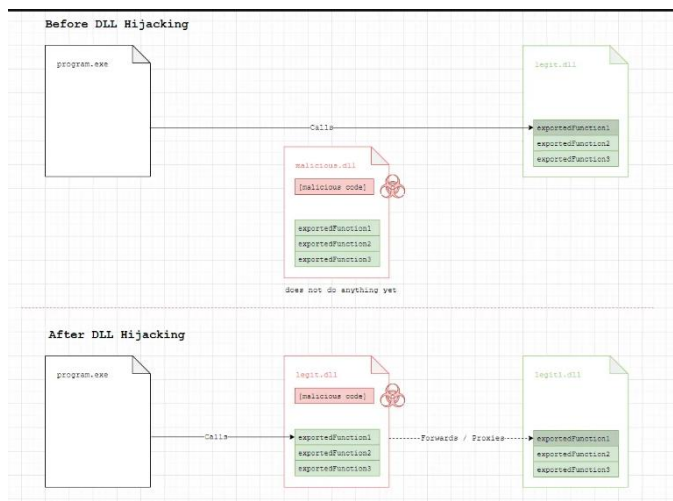 Before DLL Hijacking
program.exe
legit.dll
Calls
exportedFunction1
exportedFunction2
exportedFunction3
malicious.dll
[malicious code]
exportedFunction1
exportedFunction2
exportedFunction3
does not do anything yet
After DLL Hijacking
program.exe
legit.dll
legit1.dll
[malicious code]
Calls
exportedFunction1
exportedFunction2
exportedFunction3
Forwards / Proxies
exportedFunction1
exportedFunction2
exportedFunction3